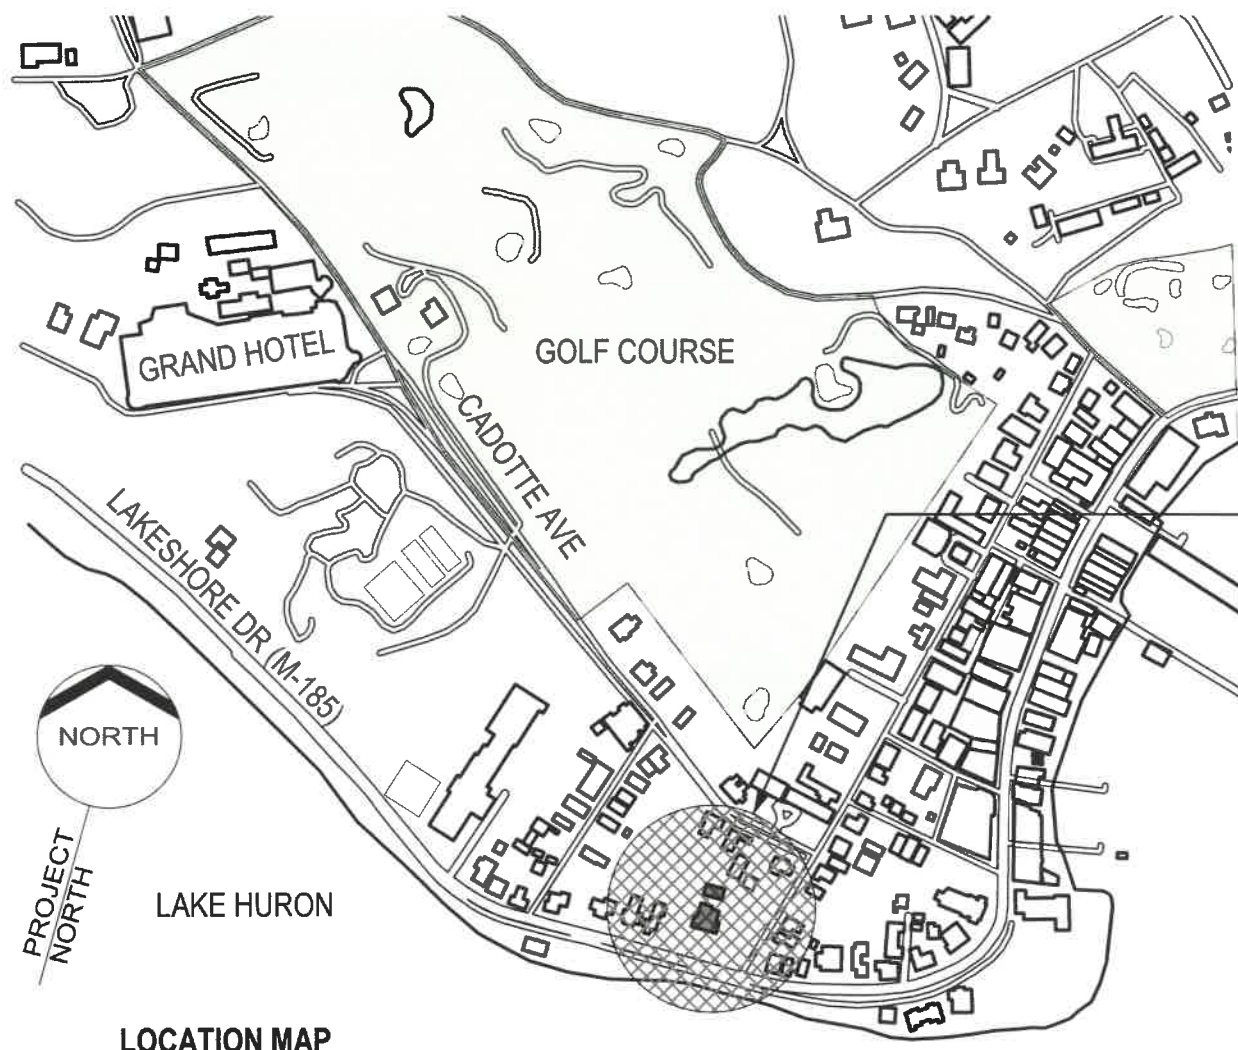 GRAND HOTEL
GOLF COURSE
CADOTTE AVE
LAKESHORE DR (M-185)
NORTH
PROJECT
NORTH
LAKE HURON
LOCATION MAP